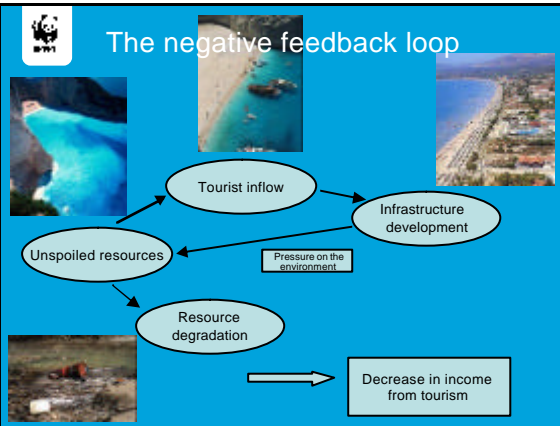 The negative feedback loop
Tourist inflow
Infrastructure
development
Unspoiled resources
Pressure on the
environment
Resource
degradation
Decrease in income
from tourism